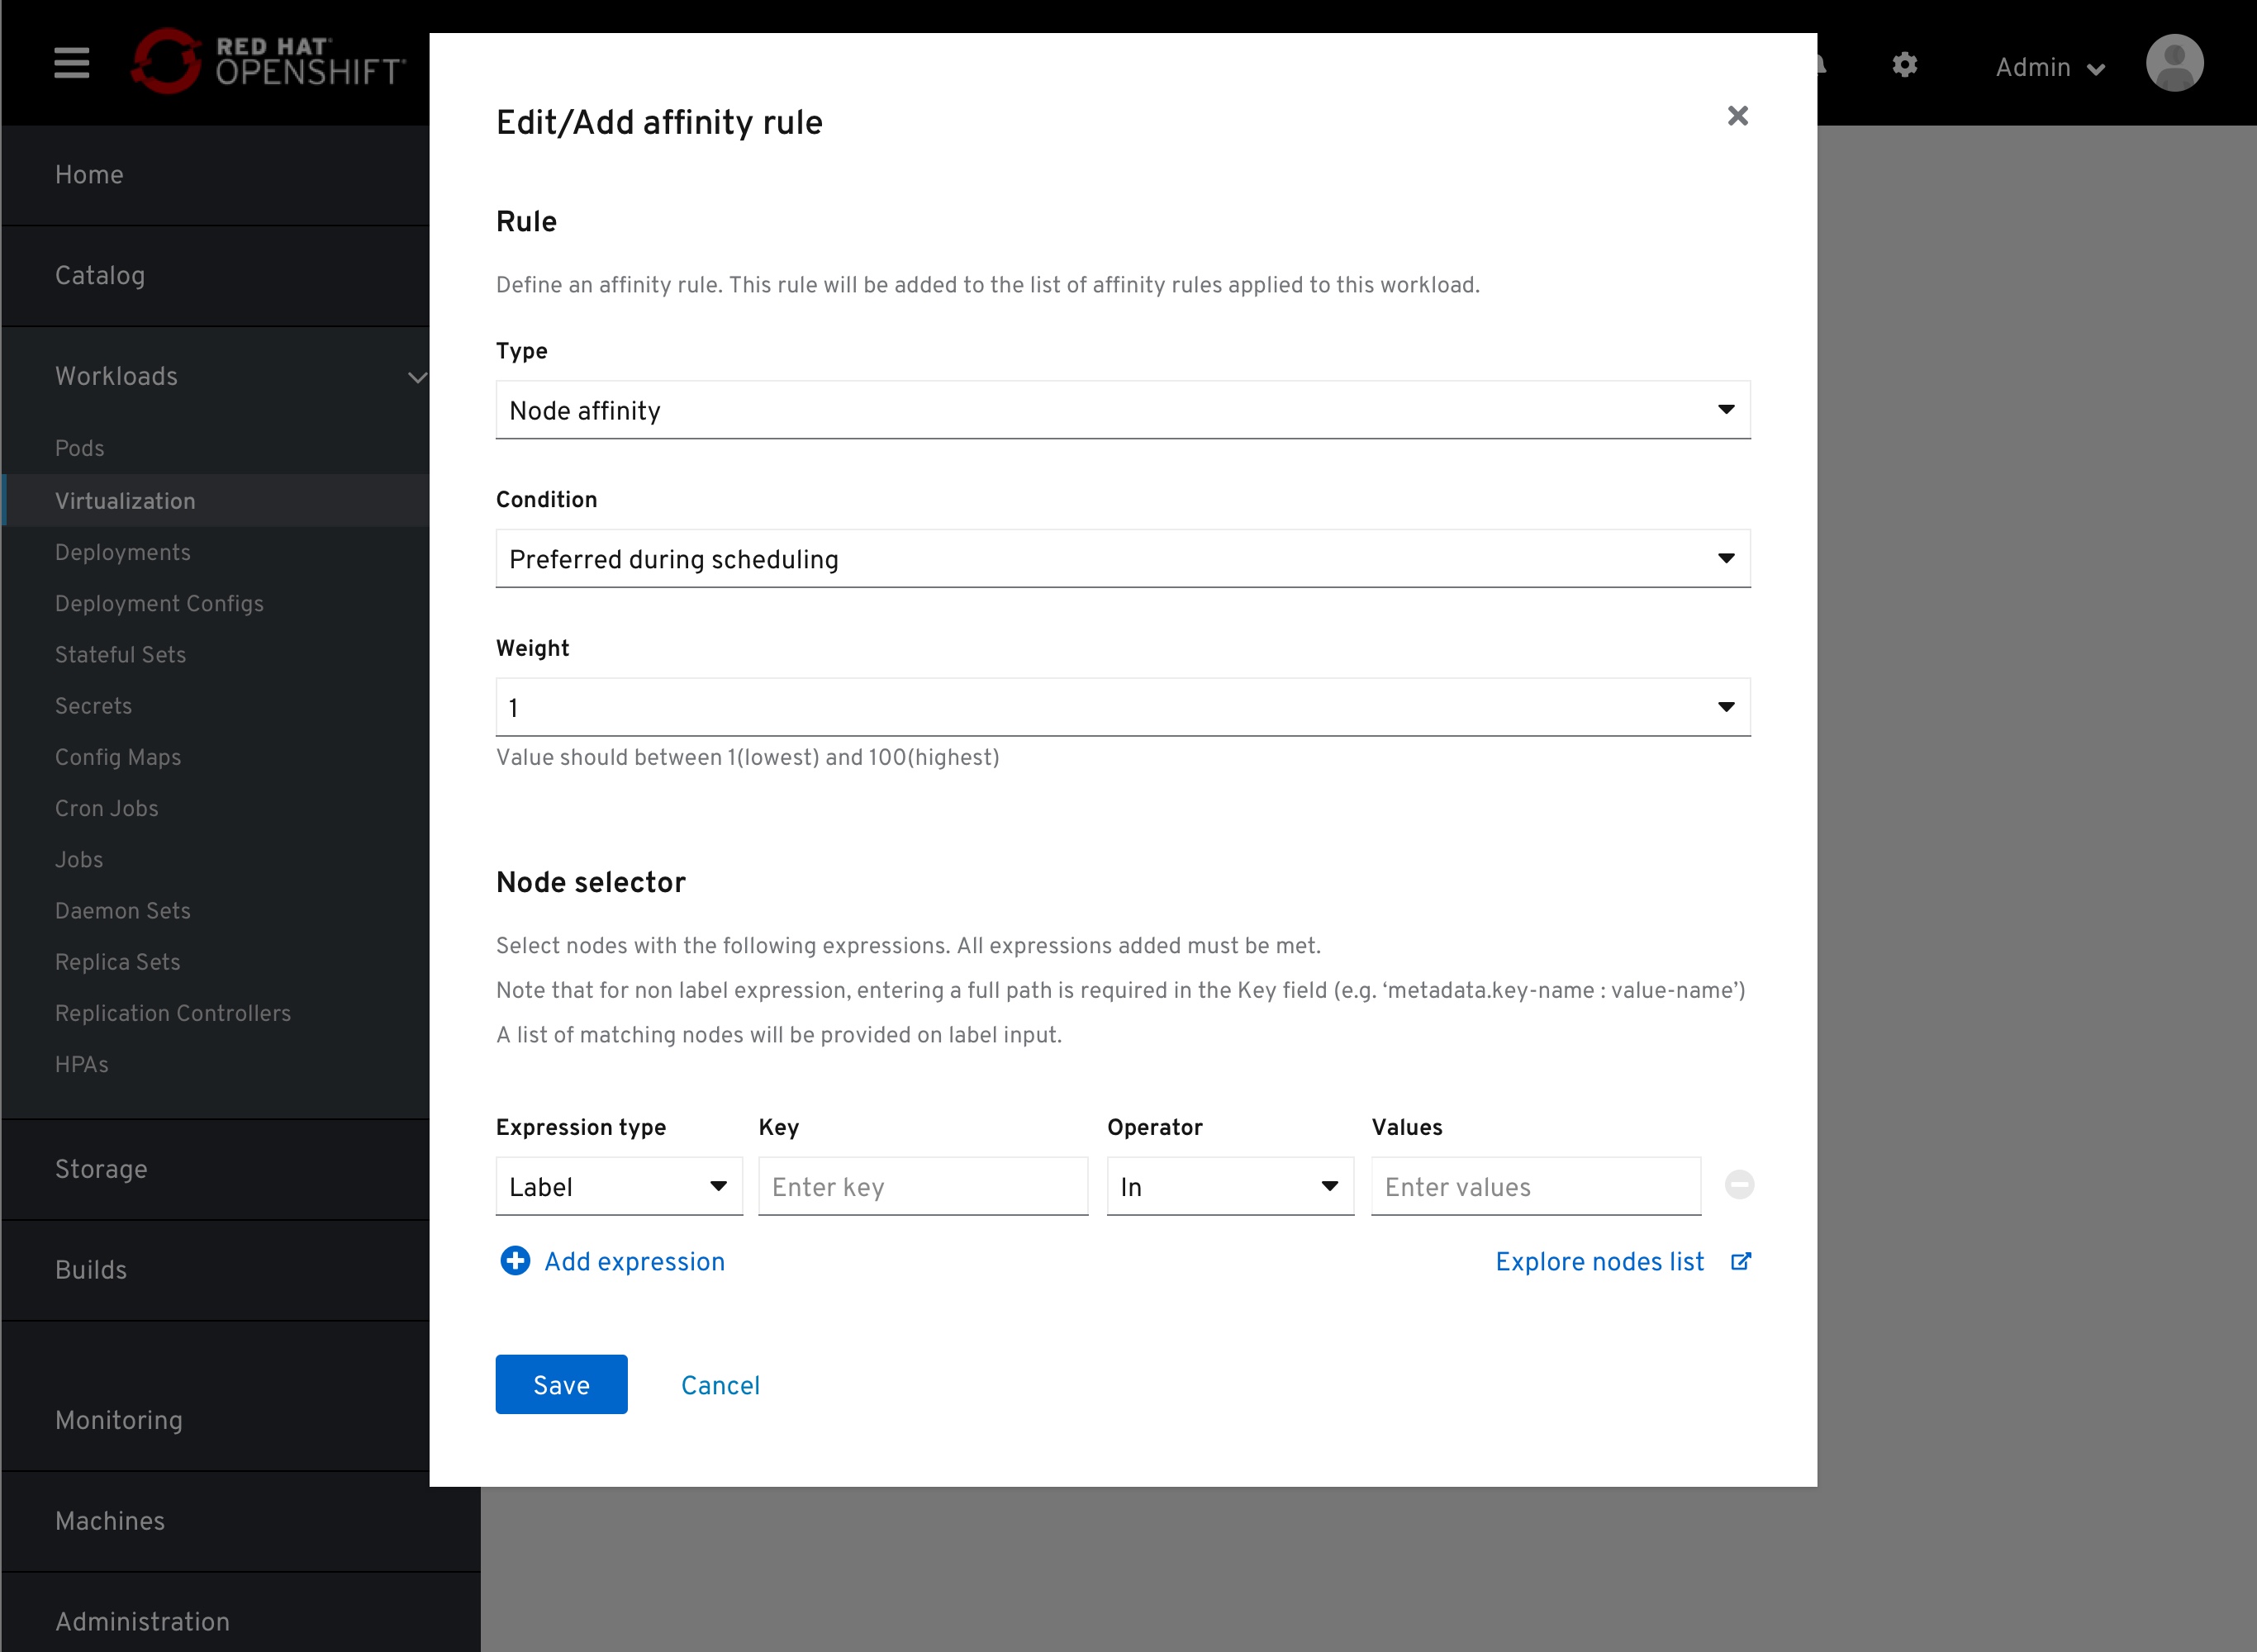 RED HAT®
OPENSHIFT®
Admin
Home
Catalog
Workloads
Pods
Virtualization
Deployments
Deployment Configs
Stateful Sets
Secrets
Config Maps
Cron Jobs
Jobs
Daemon Sets
Replica Sets
Replication Controllers
HPAs
Storage
Builds
Monitoring
Machines
Administration
Edit/Add affinity rule
Rule
Define an affinity rule. This rule will be added to the list of affinity rules applied to this workload.
Type
Node affinity
Condition
Preferred during scheduling
Weight
1
Value should between 1(lowest) and 100(highest)
Node selector
Select nodes with the following expressions. All expressions added must be met.
Note that for non label expression, entering a full path is required in the Key field (e.g. ‘metadata.key-name : value-name’)
A list of matching nodes will be provided on label input.
Expression type Key Operator Values
Label Enter key In Enter values
Add expression Explore nodes list
Save Cancel